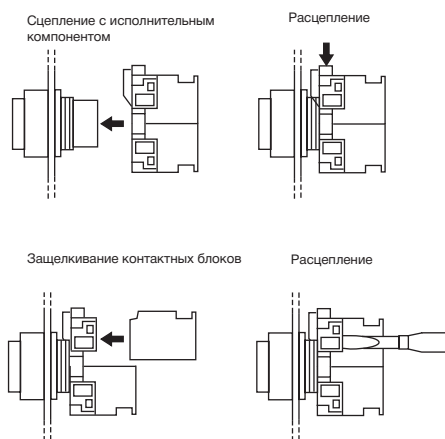 Сцепление с исполнительным
компонентом
Расцепление
Защелкивание контактных блоков
Расцепление